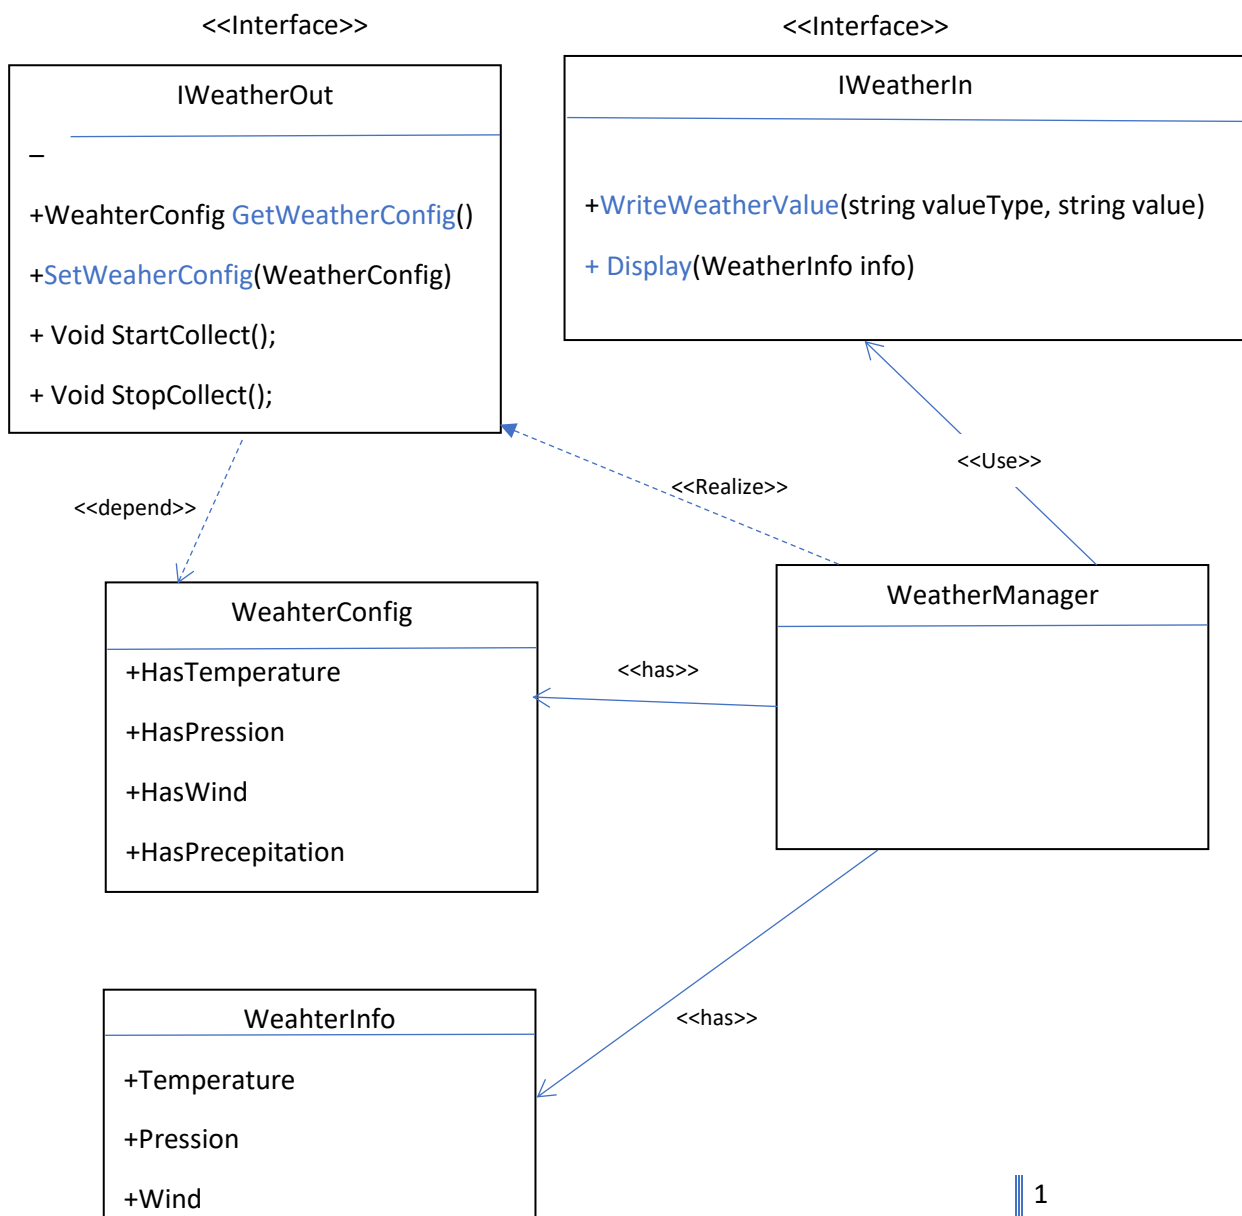 <<Interface>>
<<Interface>>
IWeatherOut
–
+WeahterConfig GetWeatherConfig()
+SetWeaherConfig(WeatherConfig)
+ Void StartCollect();
+ Void StopCollect();
IWeatherIn
+WriteWeatherValue(string valueType, string value)
+ Display(WeatherInfo info)
<<Use>>
<<Realize>>
<<depend>>
WeahterConfig
+HasTemperature
+HasPression
+HasWind
+HasPrecepitation
<<has>>
WeatherManager
WeahterInfo
+Temperature
+Pression
+Wind
<<has>>
1